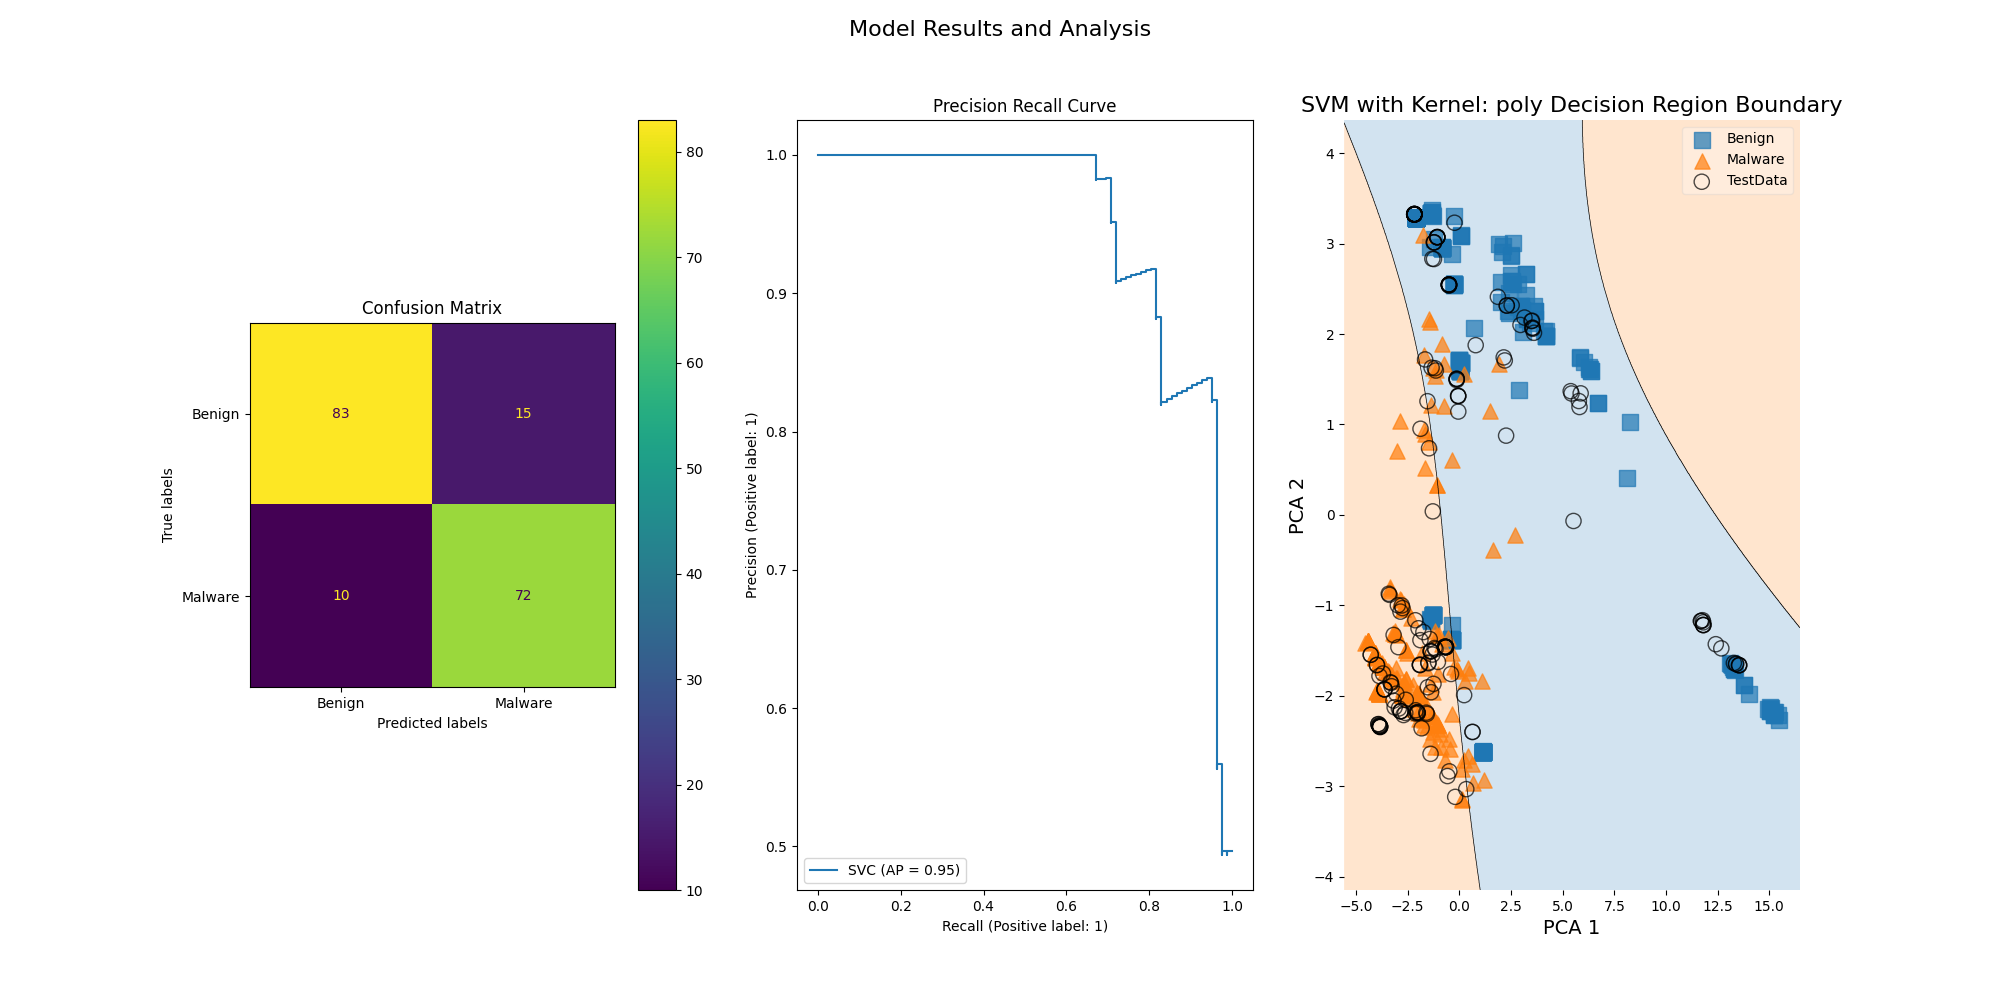 Model Results and Analysis
Confusion Matrix
True labels
Benign
Malware
83
15
10
72
Benign
Malware
Predicted labels
80
70
60
50
40
30
20
10
Precision Recall Curve
Precision (Positive label: 1)
1.0
0.9
0.8
0.7
0.6
0.5
SVC (AP = 0.95)
0.0 0.2 0.4 0.6 0.8 1.0
Recall (Positive label: 1)
SVM with Kernel: poly Decision Region Boundary
Benign
Malware
TestData
PCA 2
4
3
2
1
0
−1
−2
−3
−4
−5.0 −2.5 0.0 2.5 5.0 7.5 10.0 12.5 15.0
PCA 1